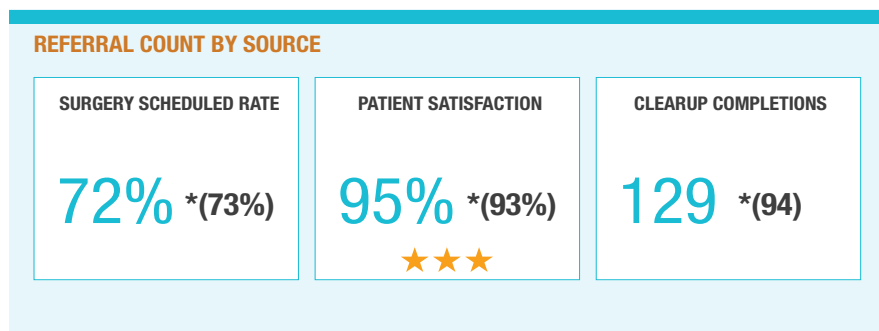 REFERRAL COUNT BY SOURCE
SURGERY SCHEDULED RATE
72% *(73%)
PATIENT SATISFACTION
95% *(93%)
CLEARUP COMPLETIONS
129 *(94)